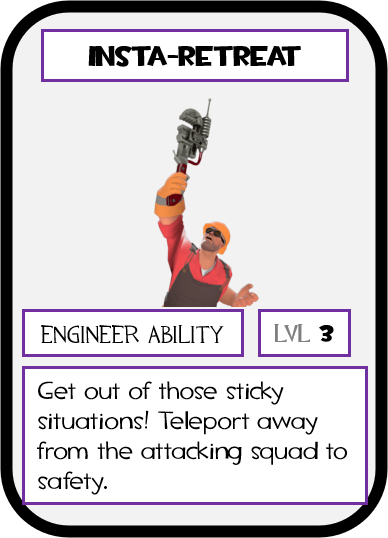 INSTA-RETREAT
ENGINEER ABILITY
LVL 3
Get out of those sticky
situations! Teleport away
from the attacking squad to
safety.